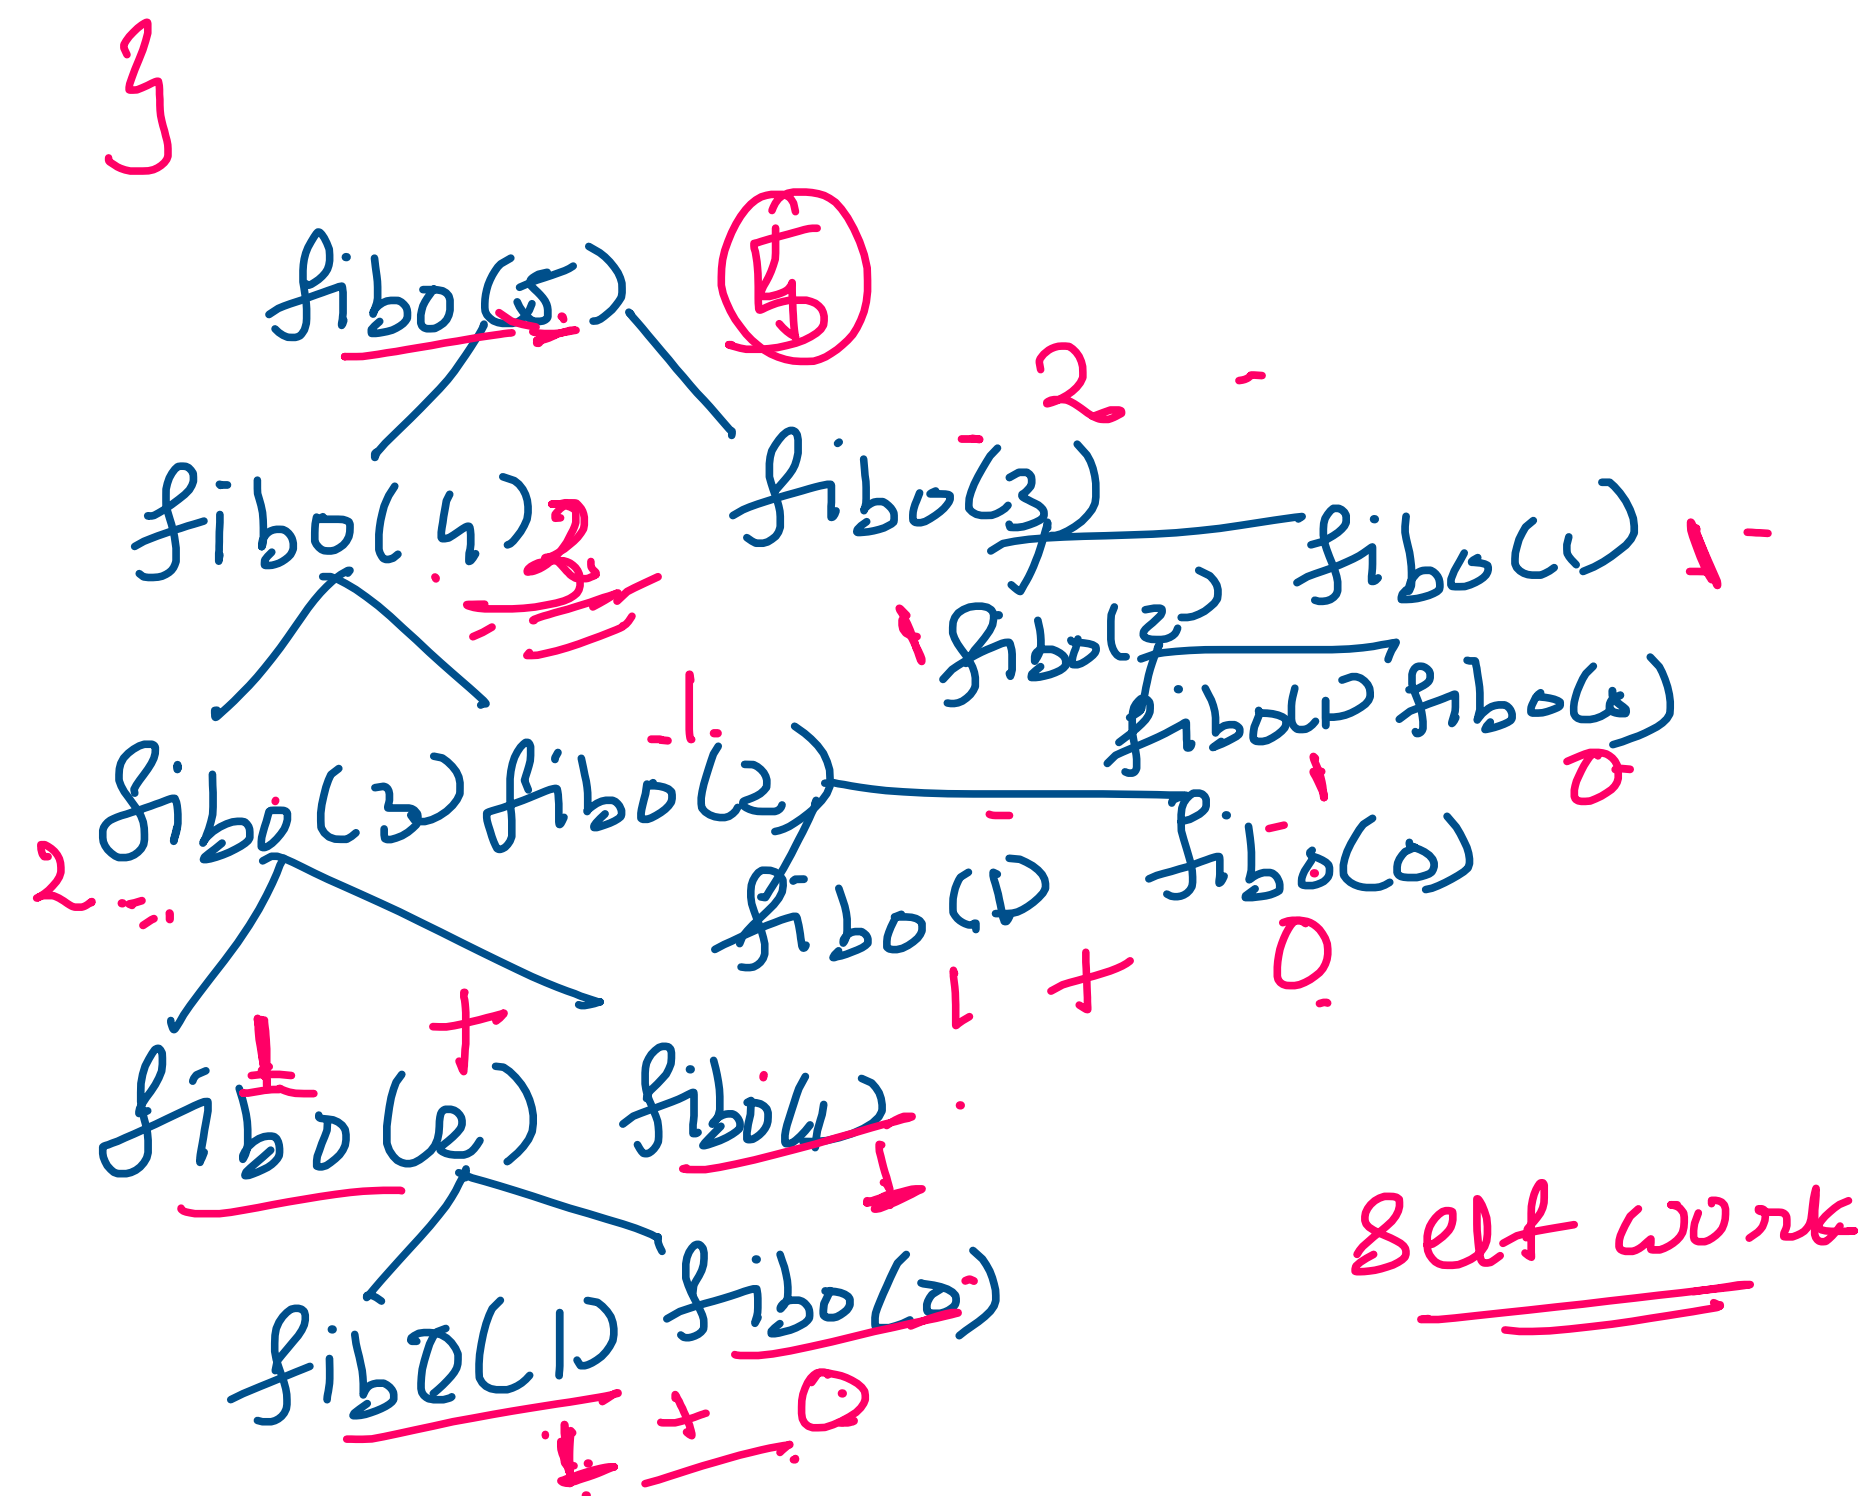 }
fibo(5) 5
2
fibo(4) 3 fibo(3) fibo(1) 1
1 fibo(2)
fibo(1) fibo(0)
1 0
1
fibo(3) fibo(2)
2
fibo(1) fibo(0)
1 + 0
1 +
fibo(2) fibo(1)
1
fibo(1) fibo(0)
1 + 0
self work